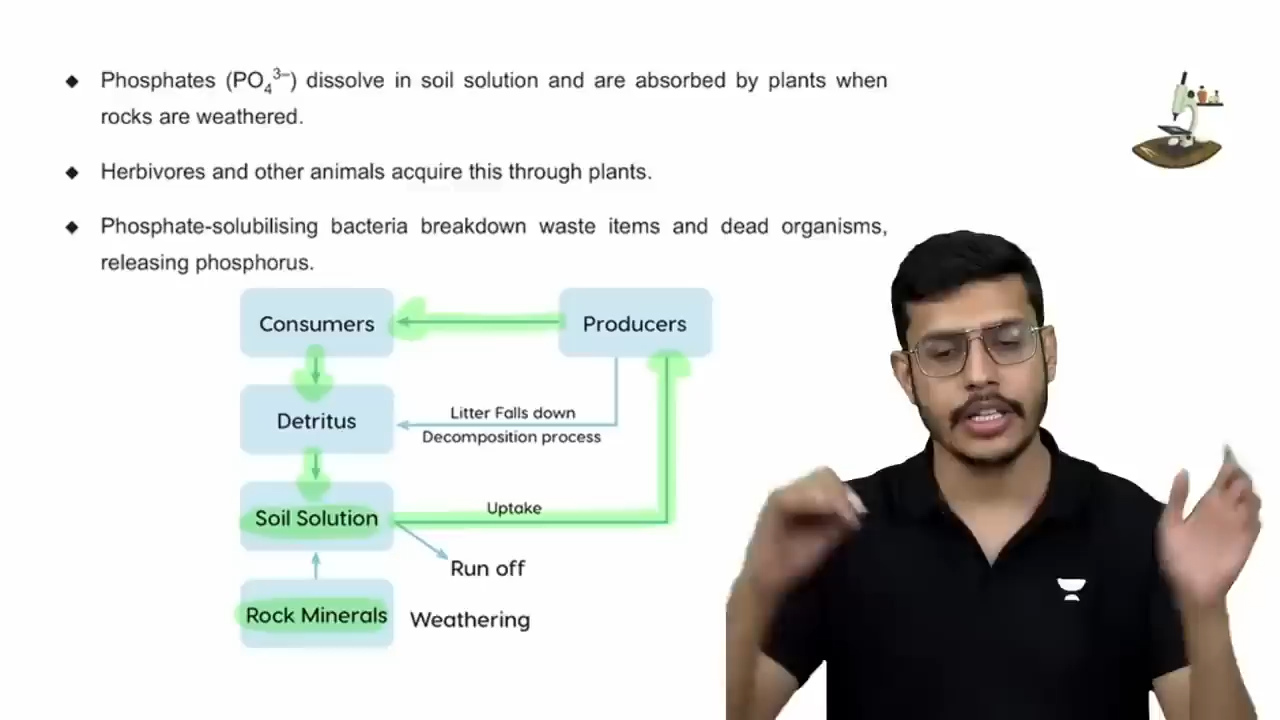 Phosphates (PO₄³⁻) dissolve in soil solution and are absorbed by plants when
rocks are weathered.
Herbivores and other animals acquire this through plants.
Phosphate-solubilising bacteria breakdown waste items and dead organisms,
releasing phosphorus.
Consumers
Producers
Detritus
Litter Falls down
Decomposition process
Soil Solution
Uptake
Run off
Rock Minerals
Weathering